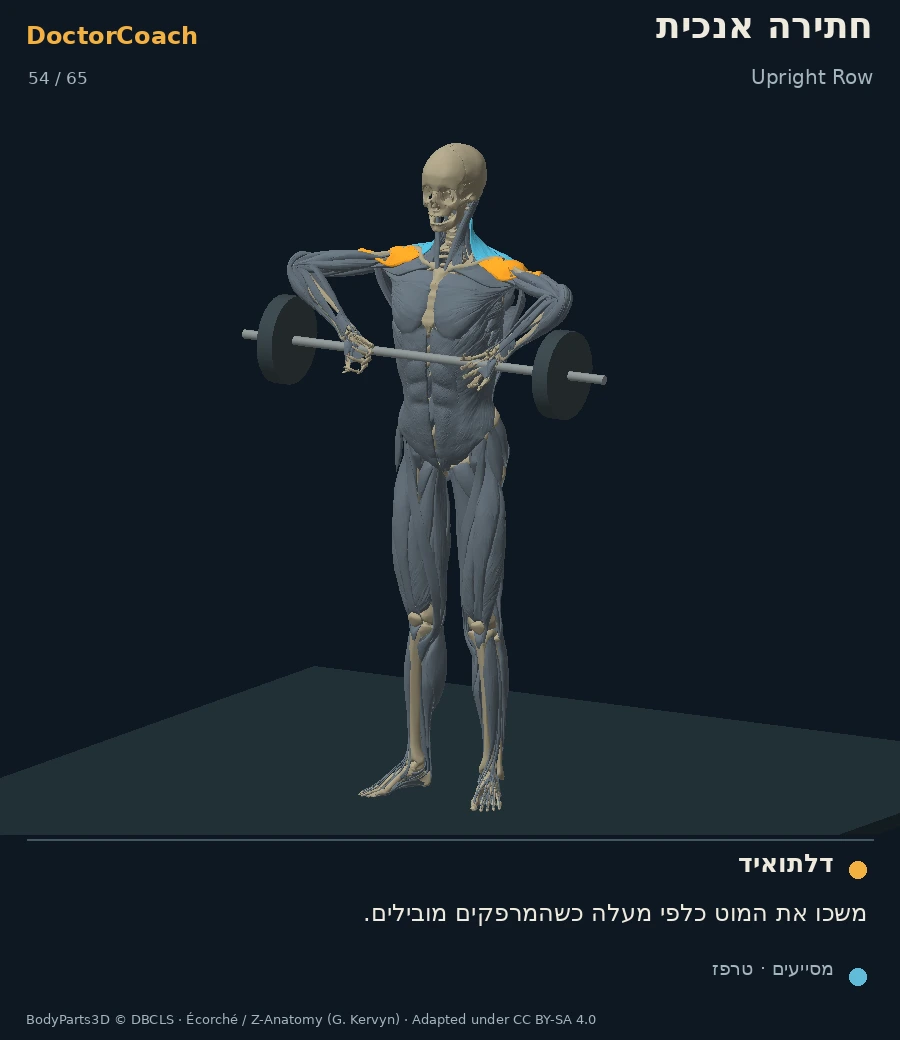 DoctorCoach
חתירה אנכית
54 / 65
Upright Row
דלתואיד
משכו את המוט כלפי מעלה כשהמרפקים מובילים.
מסייעים · טרפז
BodyParts3D © DBCLS · Écorché / Z-Anatomy (G. Kervyn) · Adapted under CC BY-SA 4.0